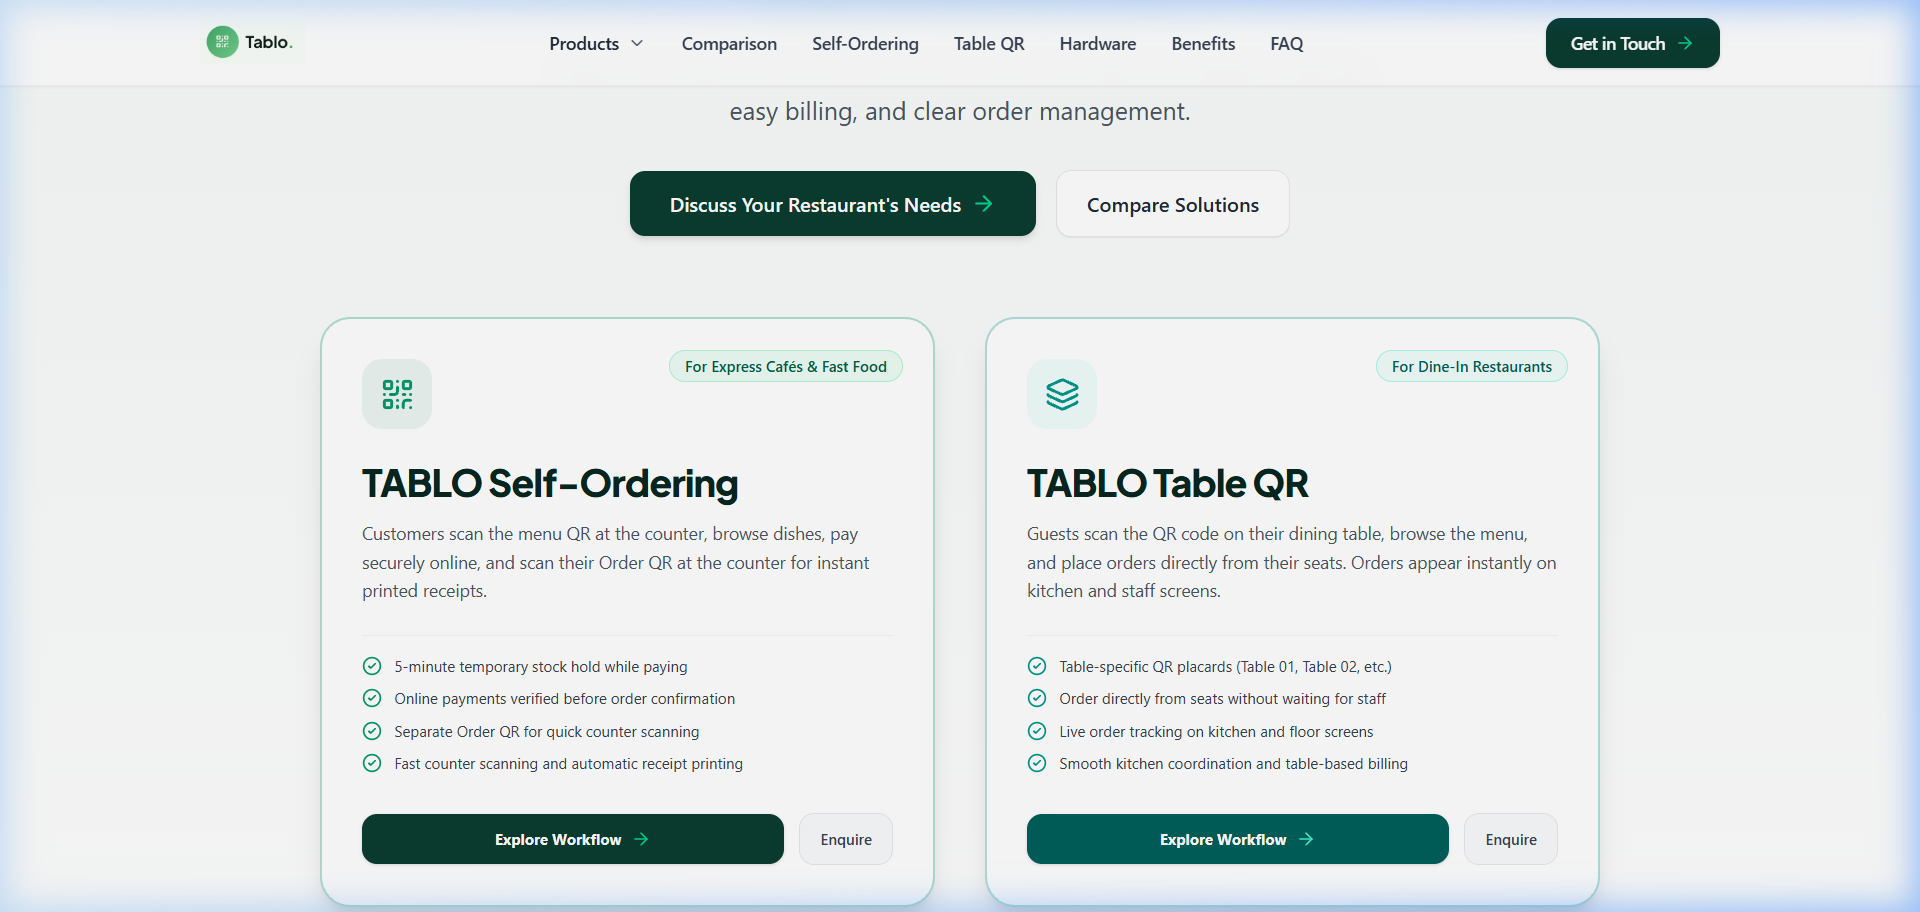 Tablo.
Products
Comparison
Self-Ordering
Table QR
Hardware
Benefits
FAQ
Get in Touch
easy billing, and clear order management.
Discuss Your Restaurant's Needs
Compare Solutions
For Express Cafés & Fast Food
TABLO Self-Ordering
Customers scan the menu QR at the counter, browse dishes, pay
securely online, and scan their Order QR at the counter for instant
printed receipts.
5-minute temporary stock hold while paying
Online payments verified before order confirmation
Separate Order QR for quick counter scanning
Fast counter scanning and automatic receipt printing
Explore Workflow
Enquire
For Dine-In Restaurants
TABLO Table QR
Guests scan the QR code on their dining table, browse the menu,
and place orders directly from their seats. Orders appear instantly on
kitchen and staff screens.
Table-specific QR placards (Table 01, Table 02, etc.)
Order directly from seats without waiting for staff
Live order tracking on kitchen and floor screens
Smooth kitchen coordination and table-based billing
Explore Workflow
Enquire